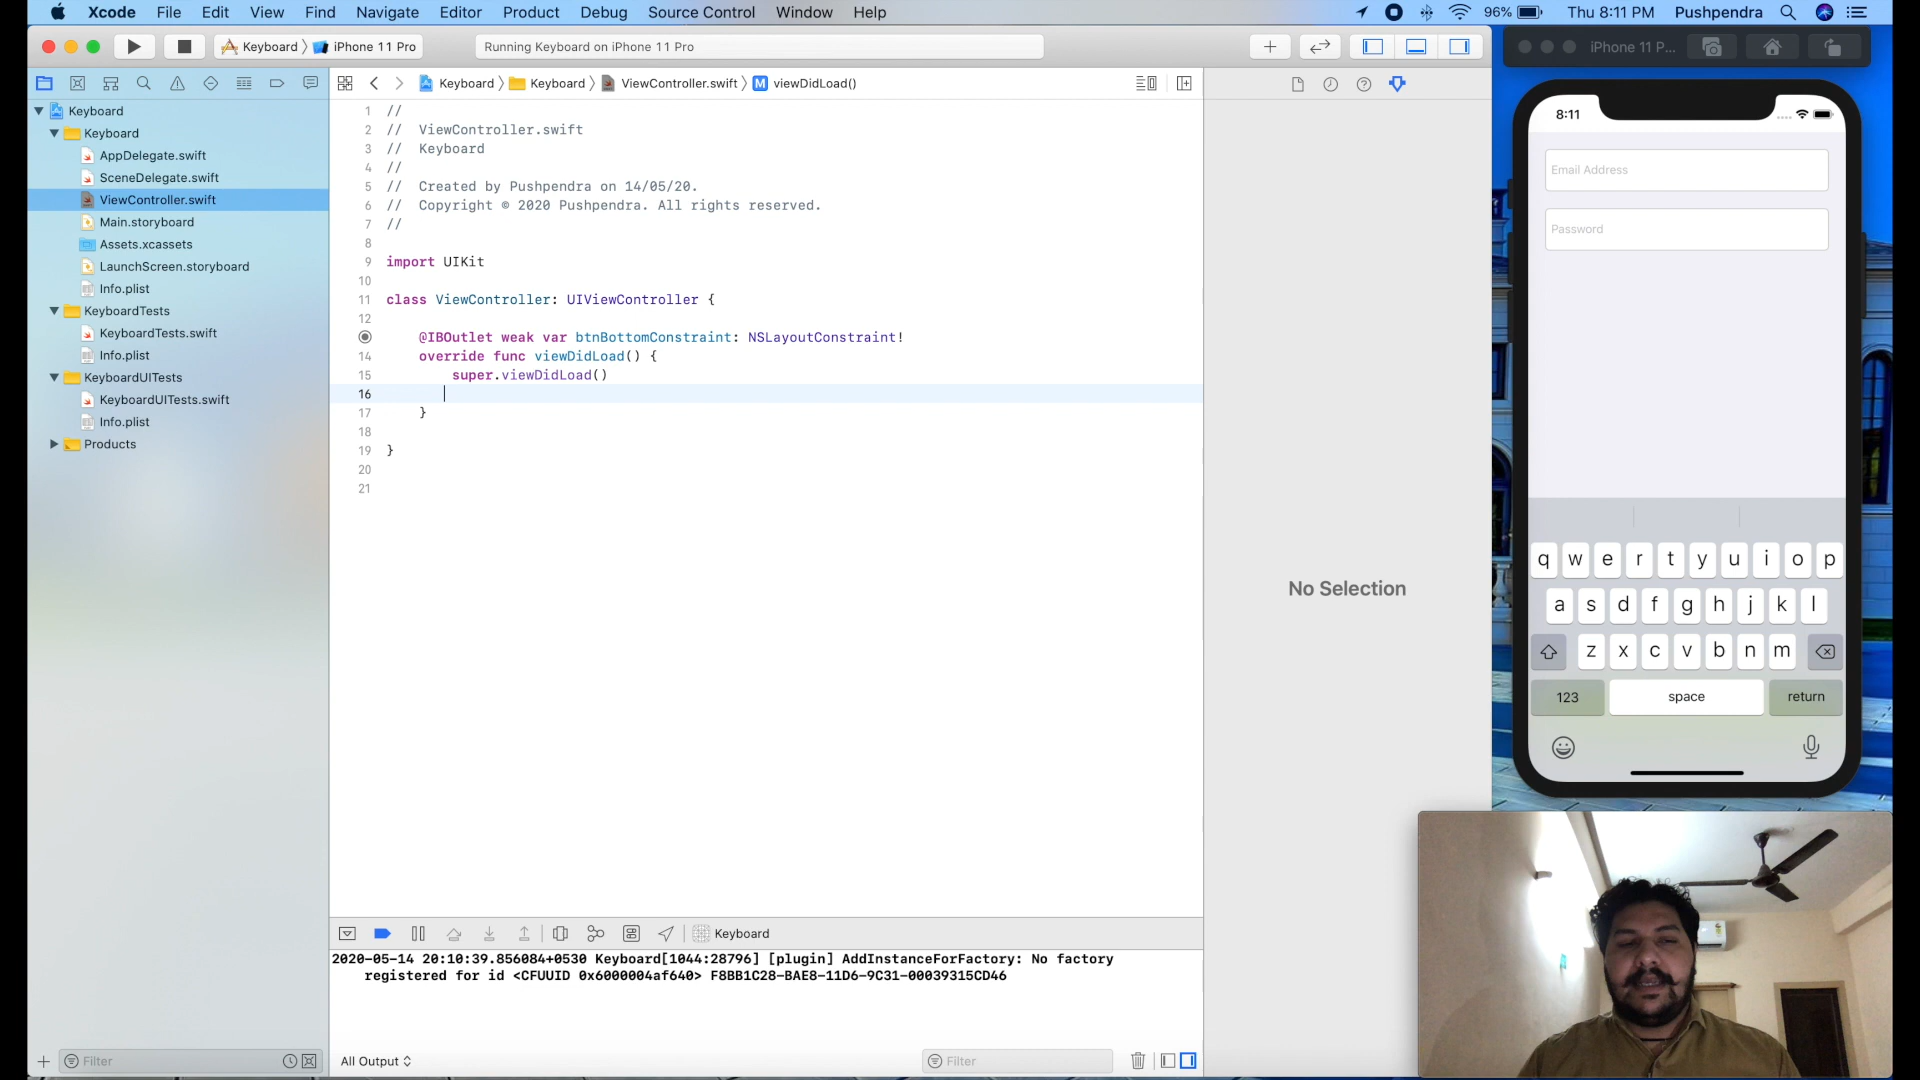 Xcode File Edit View Find Navigate Editor Product Debug Source Control Window Help
96% Thu 8:11 PM Pushpendra
Keyboard iPhone 11 Pro
Running Keyboard on iPhone 11 Pro
iPhone 11 P...
Keyboard Keyboard ViewController.swift M viewDidLoad()
Keyboard
Keyboard
AppDelegate.swift
SceneDelegate.swift
ViewController.swift
Main.storyboard
Assets.xcassets
LaunchScreen.storyboard
Info.plist
KeyboardTests
KeyboardTests.swift
Info.plist
KeyboardUITests
KeyboardUITests.swift
Info.plist
Products
Filter
1 //
2 // ViewController.swift
3 // Keyboard
4 //
5 // Created by Pushpendra on 14/05/20.
6 // Copyright © 2020 Pushpendra. All rights reserved.
7 //
8
9 import UIKit
10
11 class ViewController: UIViewController {
12
@IBOutlet weak var btnBottomConstraint: NSLayoutConstraint!
14 override func viewDidLoad() {
15 super.viewDidLoad()
16
17 }
18
19 }
20
21
Keyboard
2020-05-14 20:10:39.856084+0530 Keyboard[1044:28796] [plugin] AddInstanceForFactory: No factory
registered for id <CFUUID 0x6000004af640> F8BB1C28-BAE8-11D6-9C31-00039315CD46
All Output
Filter
No Selection
8:11
Email Address
Password
q w e r t y u i o p
a s d f g h j k l
z x c v b n m
123 space return